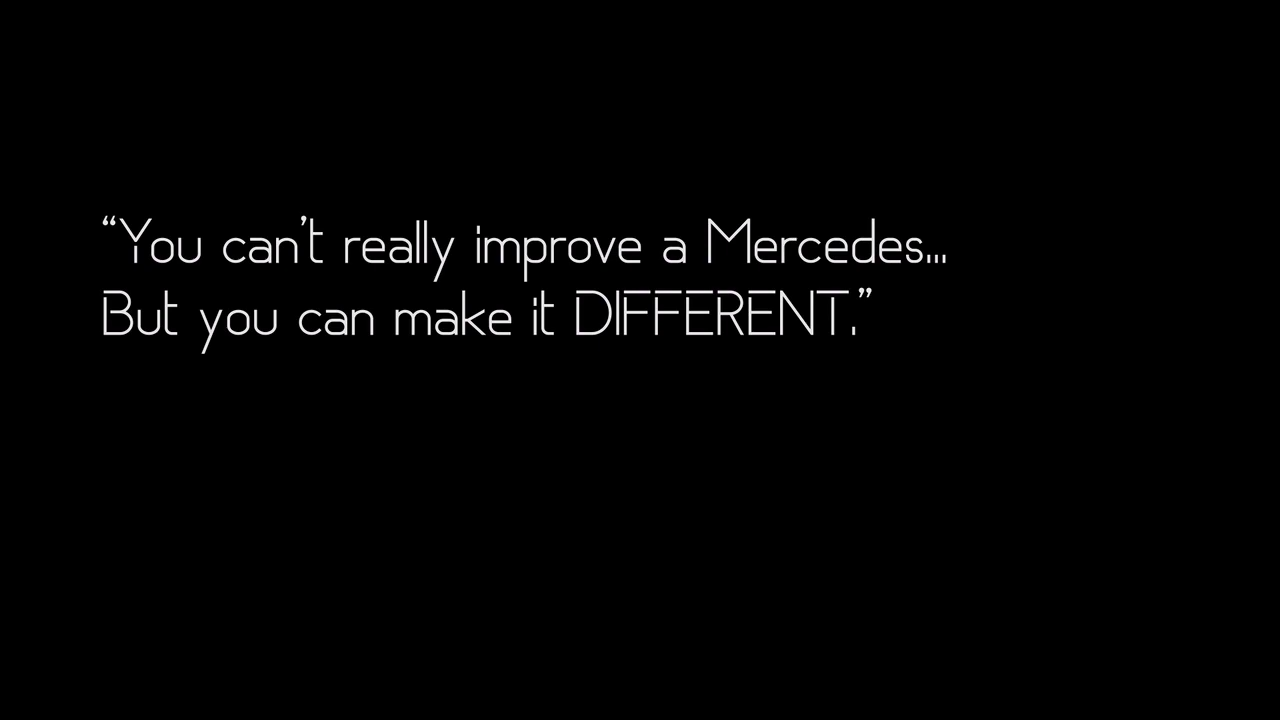 “You can’t really improve a Mercedes...
But you can make it DIFFERENT.”